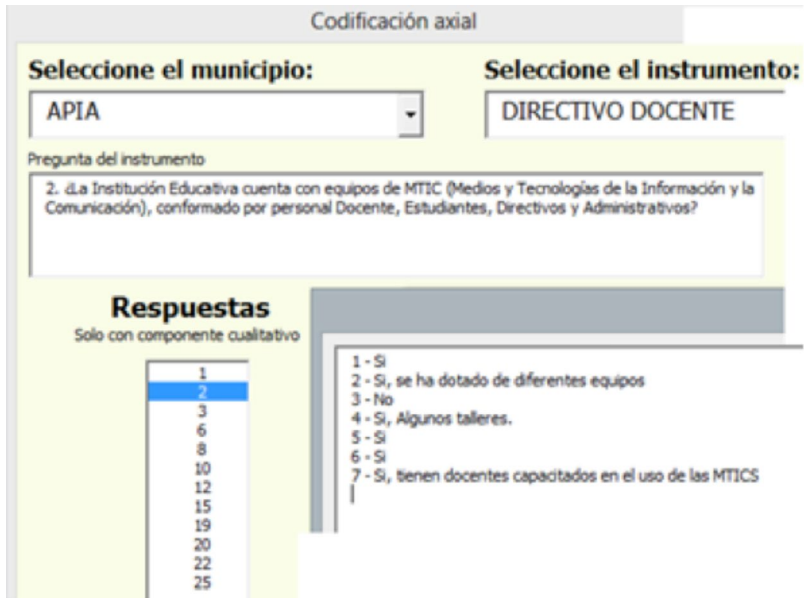 Codificación axial
Seleccione el municipio:
Seleccione el instrumento:
APIA
DIRECTIVO DOCENTE
Pregunta del instrumento
2. ¿La Institución Educativa cuenta con equipos de MTIC (Medios y Tecnologías de la Información y la
Comunicación), conformado por personal Docente, Estudiantes, Directivos y Administrativos?
Respuestas
Solo con componente cualitativo
1
2
3
6
8
10
12
15
19
20
22
25
1 - Si
2 - Si, se ha dotado de diferentes equipos
3 - No
4 - Si, Algunos talleres.
5 - Si
6 - Si
7 - Si, tienen docentes capacitados en el uso de las MTICS